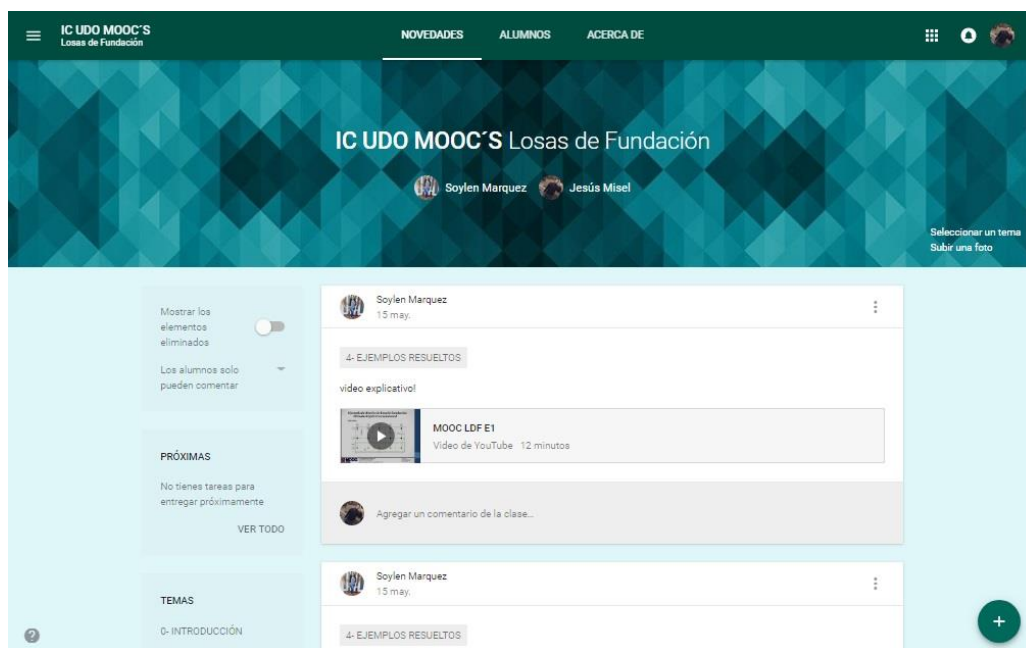 IC UDO MOOC´S
Losas de Fundación
NOVEDADES
ALUMNOS
ACERCA DE
IC UDO MOOC´S Losas de Fundación
Soylen Marquez
Jesús Misel
Seleccionar un tema
Subir una foto
Mostrar los
elementos
eliminados
Los alumnos solo
pueden comentar
PRÓXIMAS
No tienes tareas para
entregar próximamente
VER TODO
TEMAS
0- INTRODUCCIÓN
Soylen Marquez
15 may.
4- EJEMPLOS RESUELTOS
video explicativo!
MOOC LDF E1
Video de YouTube 12 minutos
Agregar un comentario de la clase...
Soylen Marquez
15 may.
4- EJEMPLOS RESUELTOS